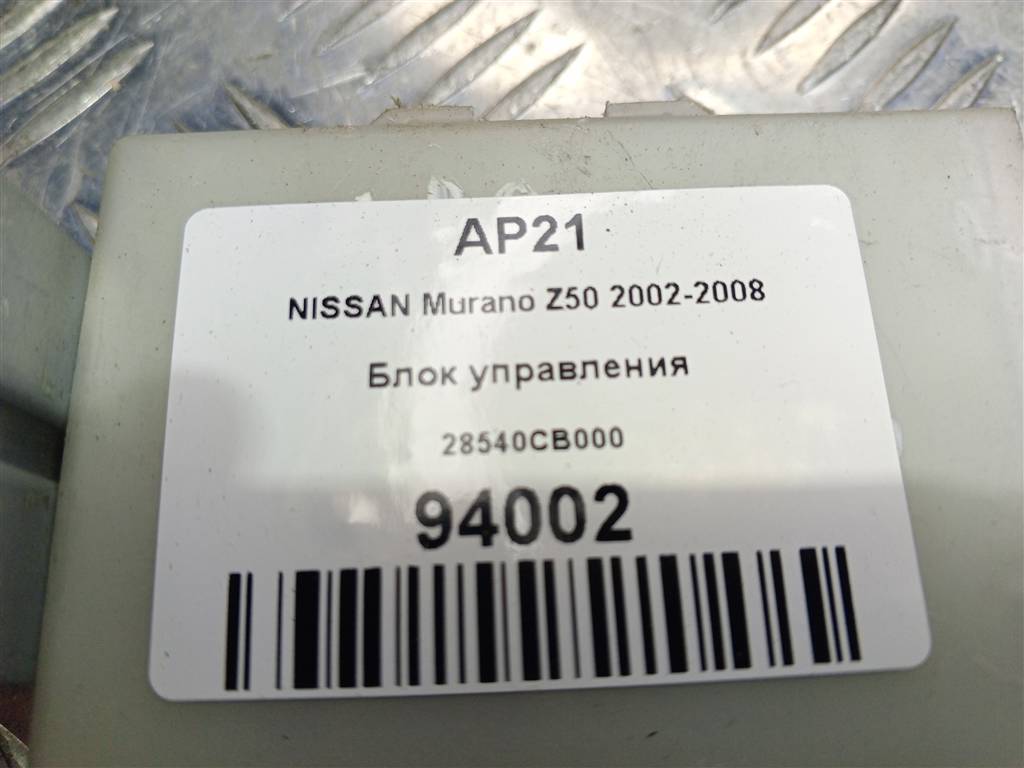 AP21
NISSAN Murano Z50 2002-2008
Блок управления
28540CB000
94002